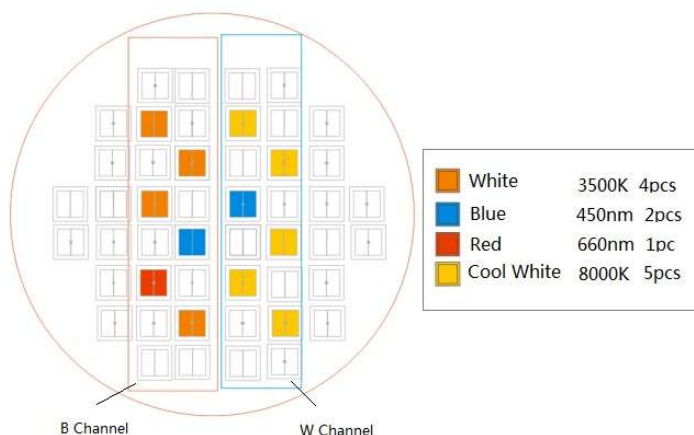 White 3500K 4pcs
Blue 450nm 2pcs
Red 660nm 1pc
Cool White 8000K 5pcs
B Channel
W Channel